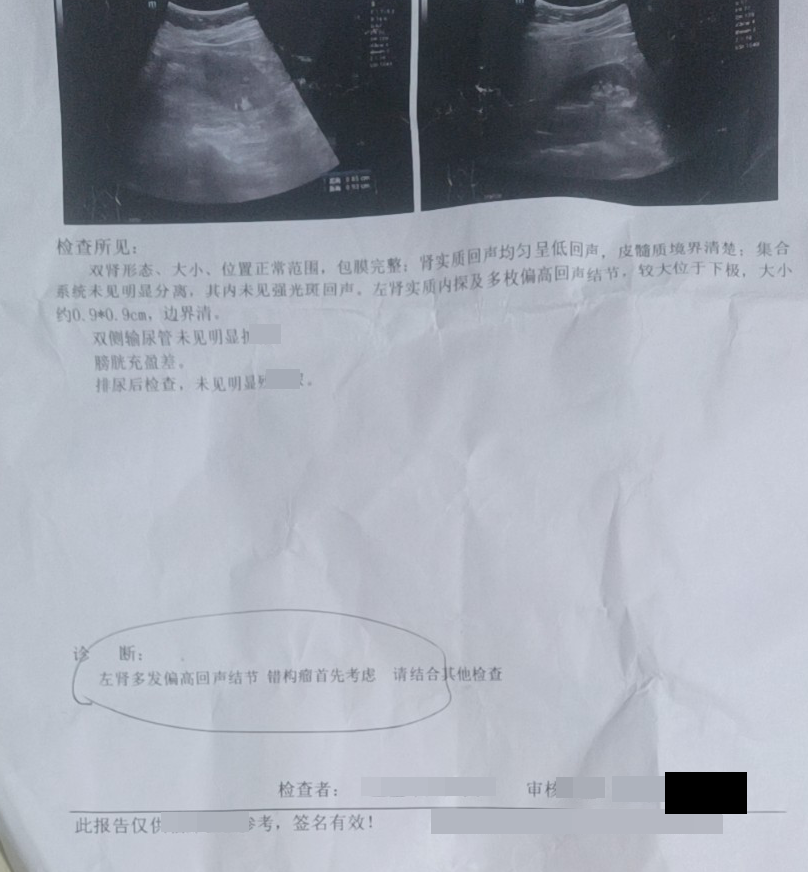 检查所见:
双肾形态、大小、位置正常范围,包膜完整;肾实质回声均匀呈低回声,皮髓质境界清楚;集合
系统未见明显分离,其内未见强光斑回声。左肾实质内探及多枚偏高回声结节,较大位于下极,大小
约0.9*0.9cm,边界清。
双侧输尿管未见明显
膀胱充盈差。
排尿后检查,未见明显 。
诊 断:
左肾多发偏高回声结节 错构瘤首先考虑 请结合其他检查
检查者: 审核
此报告仅供 参考,签名有效!